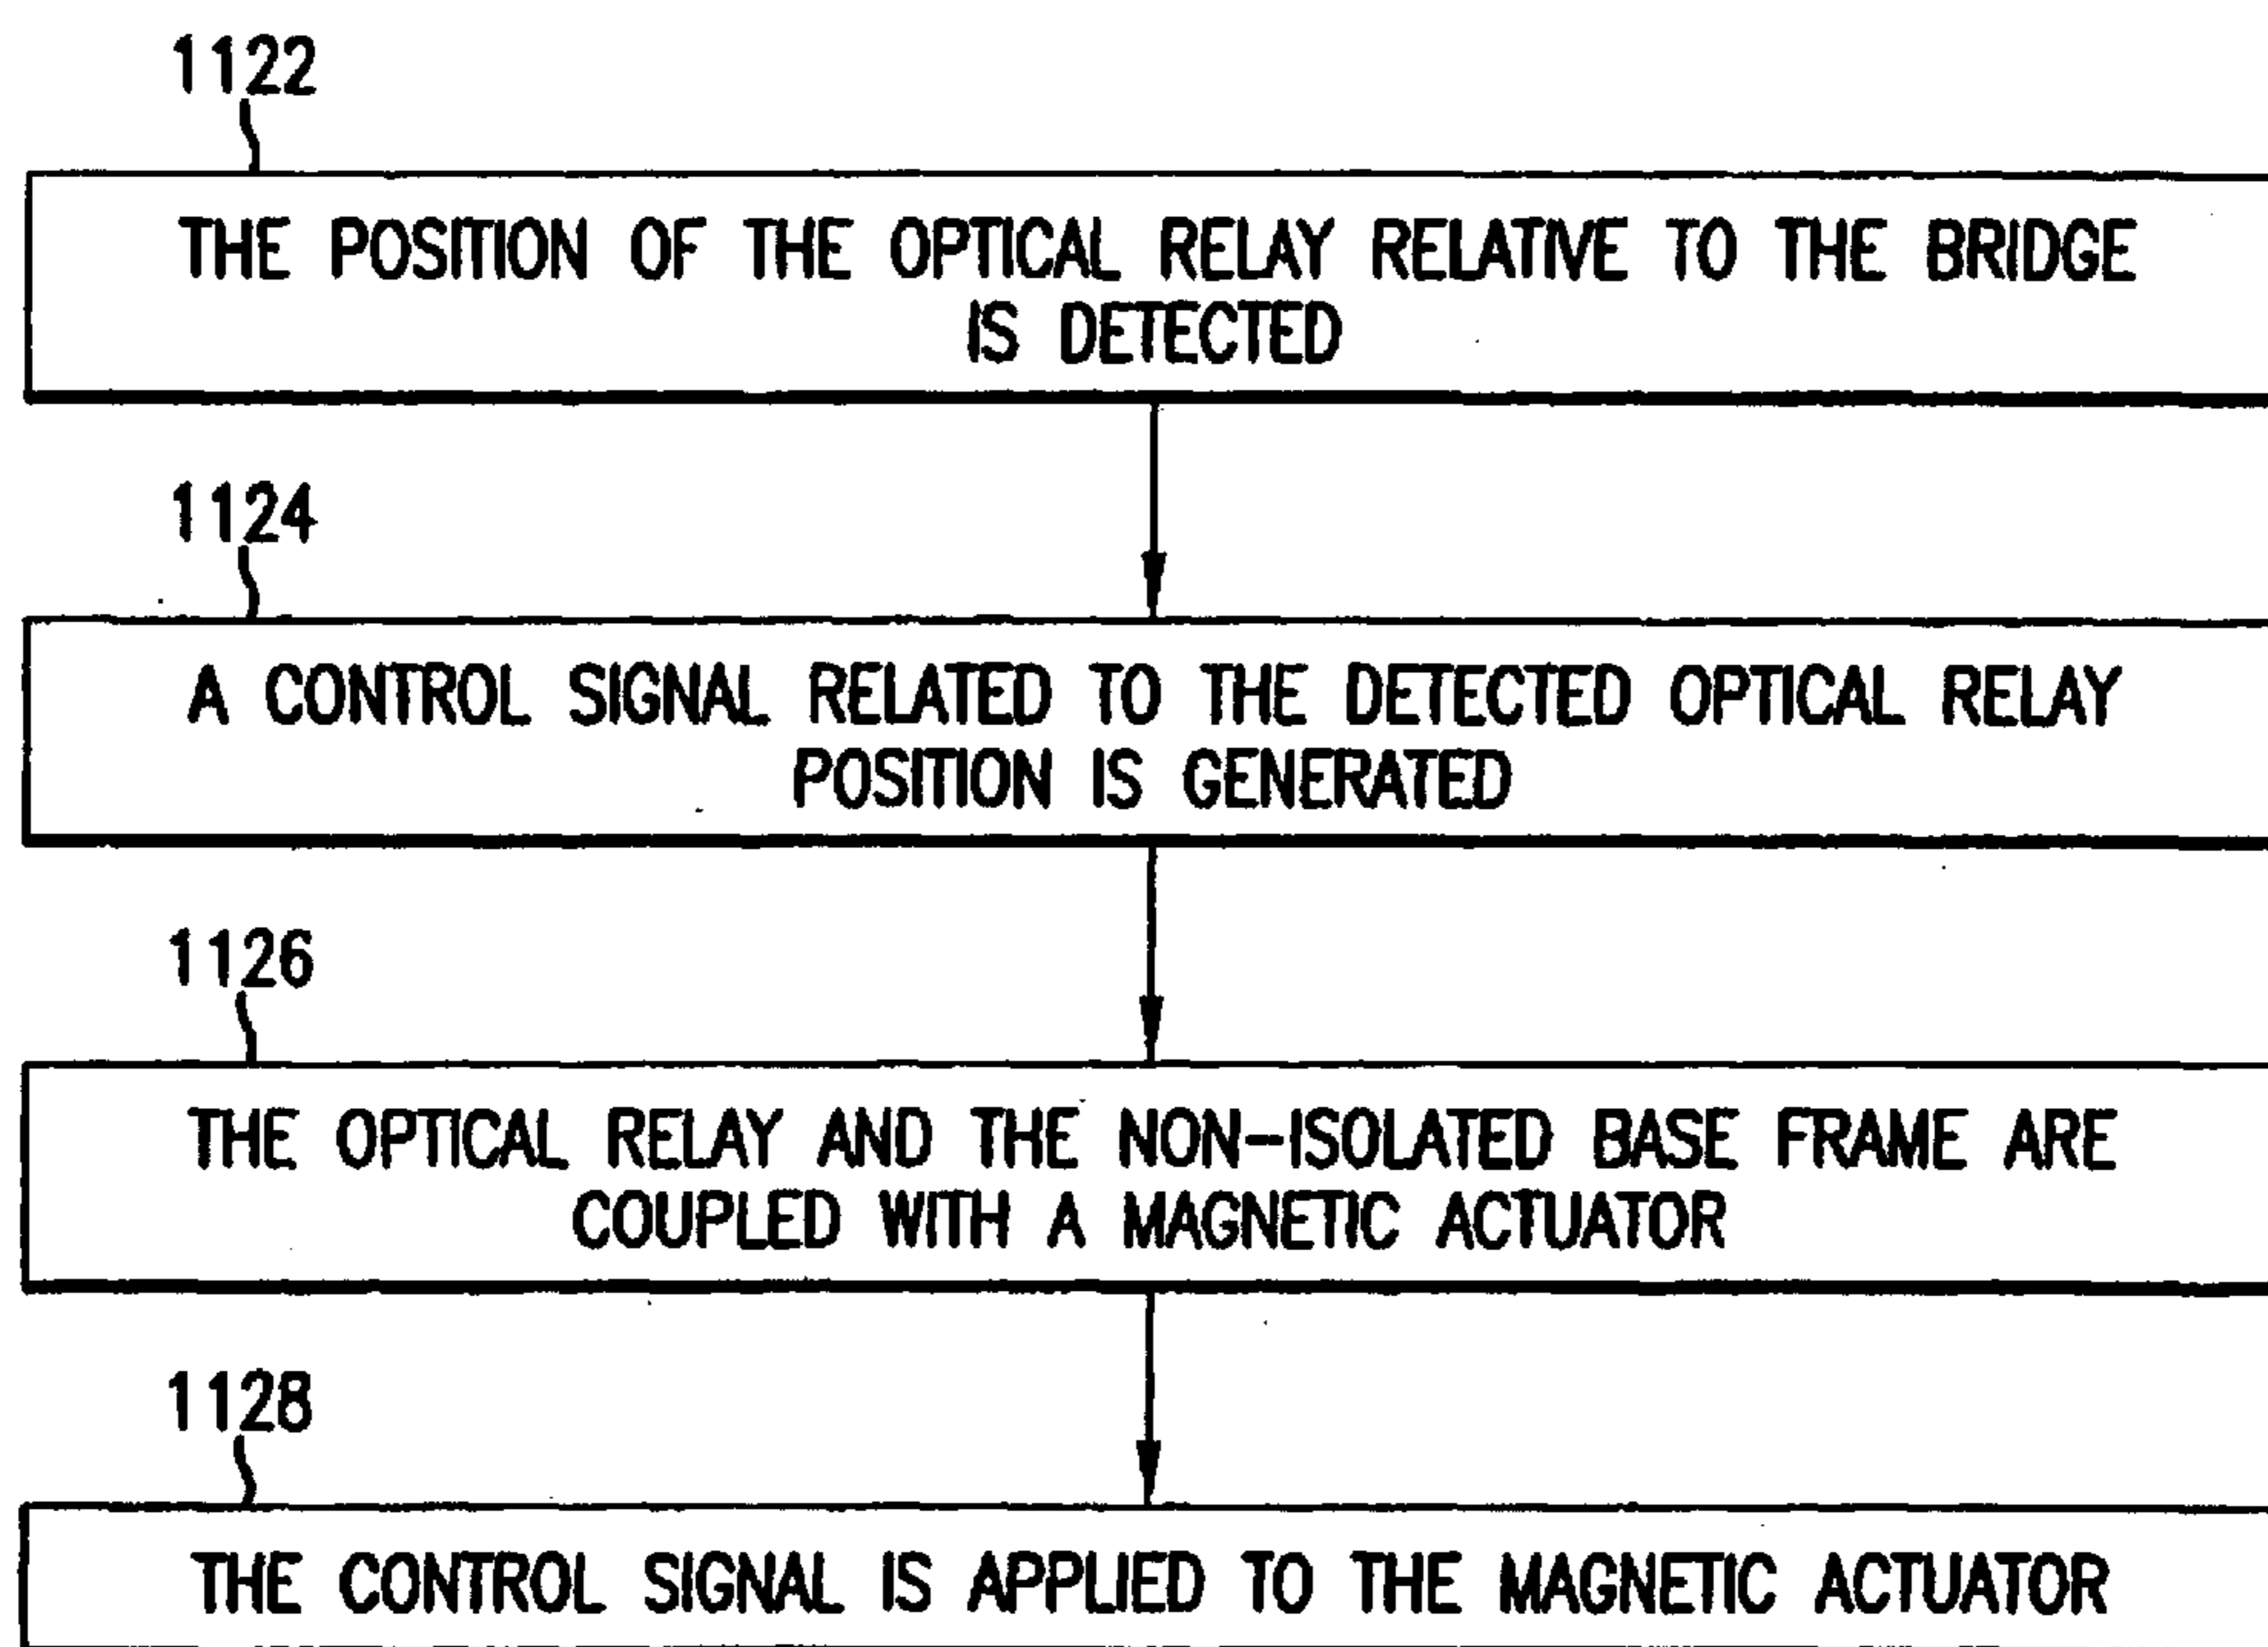 1122
THE POSITION OF THE OPTICAL RELAY RELATIVE TO THE BRIDGE
IS DETECTED
1124
A CONTROL SIGNAL RELATED TO THE DETECTED OPTICAL RELAY
POSITION IS GENERATED
1126
THE OPTICAL RELAY AND THE NON-ISOLATED BASE FRAME ARE
COUPLED WITH A MAGNETIC ACTUATOR
1128
THE CONTROL SIGNAL IS APPLIED TO THE MAGNETIC ACTUATOR